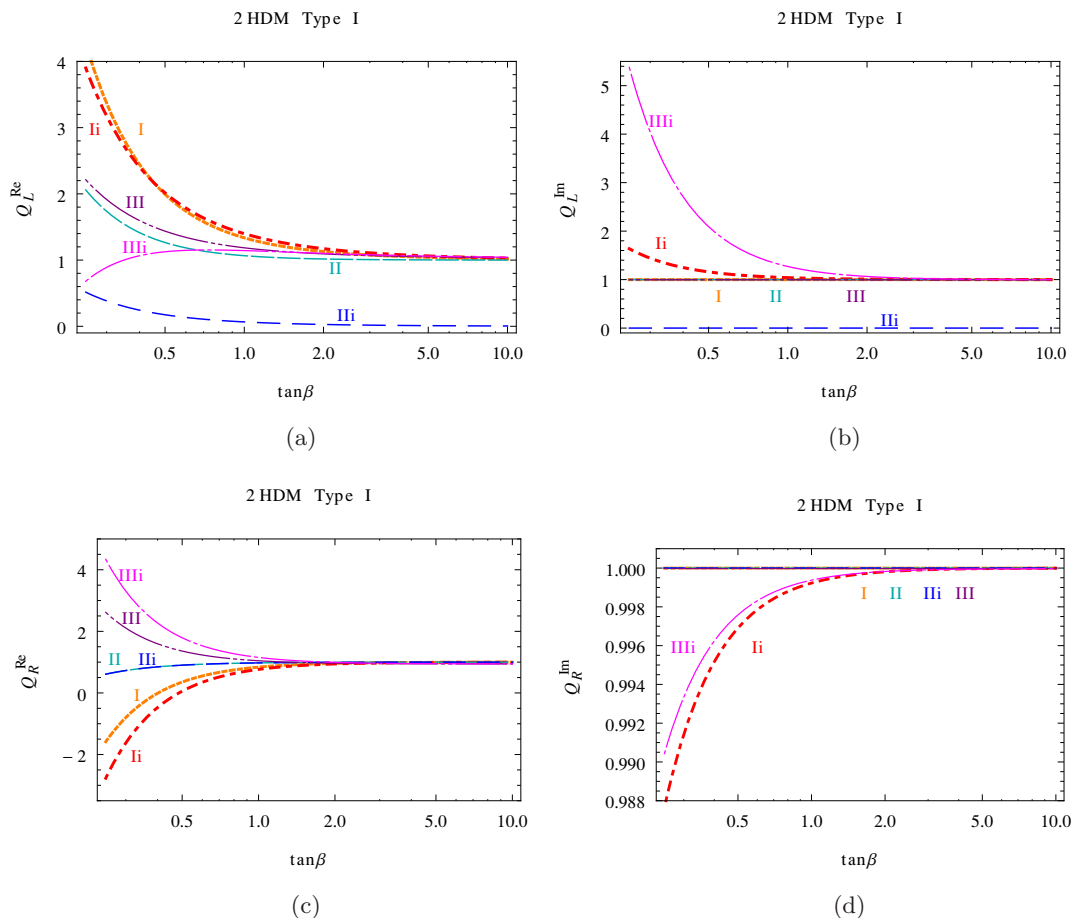 2 HDM Type I
Q_L^Re
4
3
2
1
0
Ii
I
III
IIIi
II
IIi
0.5 1.0 2.0 5.0 10.0
tanβ
(a)
2 HDM Type I
Q_L^Im
5
4
3
2
1
0
IIIi
Ii
I II III
IIi
0.5 1.0 2.0 5.0 10.0
tanβ
(b)
2 HDM Type I
Q_R^Re
4
2
0
−2
IIIi
III
II IIi
I
Ii
0.5 1.0 2.0 5.0 10.0
tanβ
(c)
2 HDM Type I
Q_R^Im
1.000
0.998
0.996
0.994
0.992
0.990
0.988
I II IIi III
IIIi Ii
0.5 1.0 2.0 5.0 10.0
tanβ
(d)